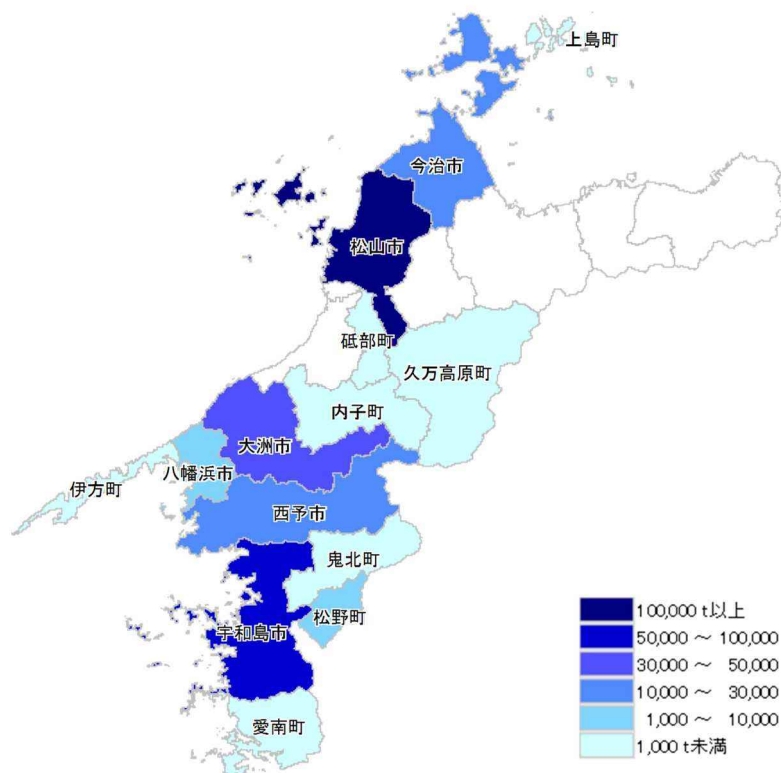 上島町
今治市
松山市
砥部町
久万高原町
内子町
大洲市
八幡浜市
伊方町
西予市
鬼北町
松野町
宇和島市
愛南町
100,000 t以上
50,000 ～ 100,000
30,000 ～ 50,000
10,000 ～ 30,000
1,000 ～ 10,000
1,000 t未満